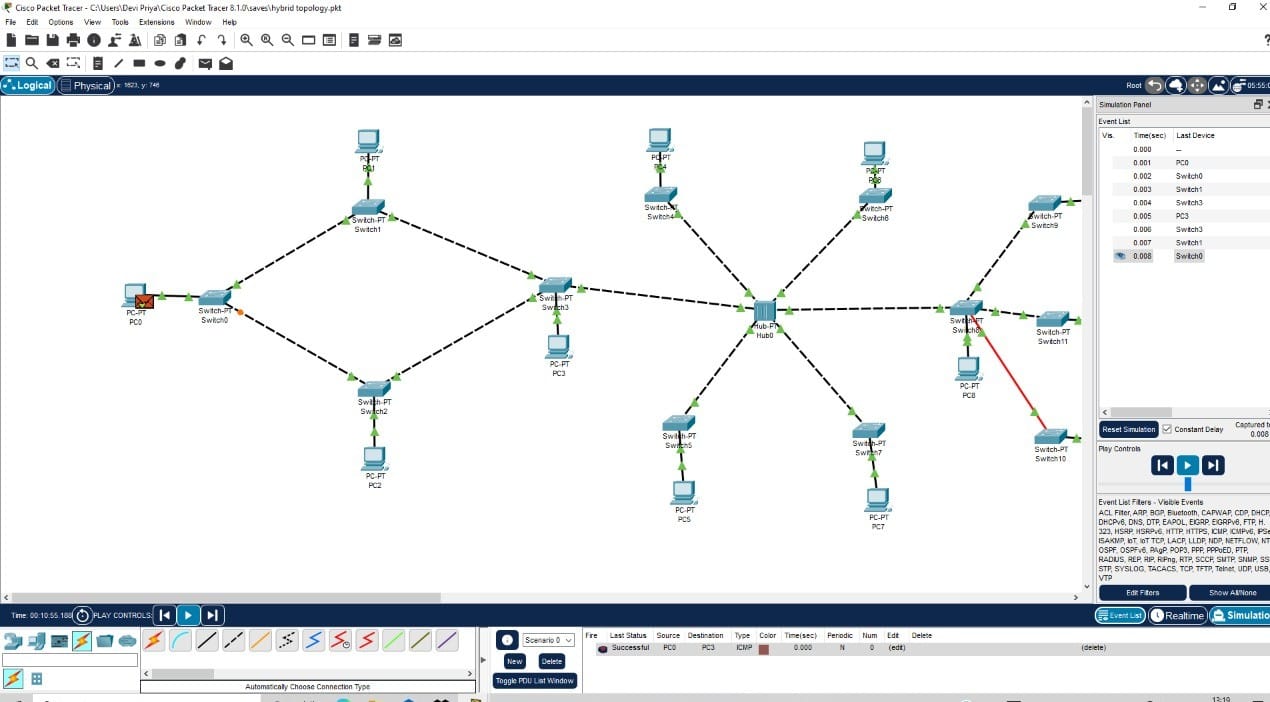 Cisco Packet Tracer - C:\Users\Devi Priya\Cisco Packet Tracer 8.1.0\saves\hybrid topology.pkt
File Edit Options View Tools Extensions Window Help
Logical Physical x: 1623, y: 746
Root 05:55:0
Simulation Panel
Event List
Vis. Time(sec) Last Device
0.000 --
0.001 PC0
0.002 Switch0
0.003 Switch1
0.004 Switch3
0.005 PC3
0.006 Switch3
0.007 Switch1
0.008 Switch0
PC-PT
PC1
Switch-PT
Switch1
PC-PT
PC4
Switch-PT
Switch4
PC-PT
PC6
Switch-PT
Switch6
Switch-PT
Switch9
PC-PT
PC0
Switch-PT
Switch0
Switch-PT
Switch3
PC-PT
PC3
Hub-PT
Hub0
Switch-PT
Switch8
Switch-PT
Switch11
PC-PT
PC8
Switch-PT
Switch2
PC-PT
PC2
Switch-PT
Switch5
PC-PT
PC5
Switch-PT
Switch7
PC-PT
PC7
Switch-PT
Switch10
Reset Simulation Constant Delay Captured to
0.008
Play Controls
Event List Filters - Visible Events
ACL Filter, ARP, BGP, Bluetooth, CAPWAP, CDP, DHCP,
DHCPv6, DNS, DTP, EAPOL, EIGRP, EIGRPv6, FTP, H.
323, HSRP, HSRPv6, HTTP, HTTPS, ICMP, ICMPv6, IPSe
ISAKMP, IoT, IoT TCP, LACP, LLDP, NDP, NETFLOW, NT
OSPF, OSPFv6, PAgP, POP3, PPP, PPPoED, PTP,
RADIUS, REP, RIP, RIPng, RTP, SCCP, SMTP, SNMP, SS
STP, SYSLOG, TACACS, TCP, TFTP, Telnet, UDP, USB,
VTP
Edit Filters Show All/None
Time: 00:10:55.188 PLAY CONTROLS:
Event List Realtime Simulatio
Automatically Choose Connection Type
Scenario 0
New Delete
Toggle PDU List Window
Fire Last Status Source Destination Type Color Time(sec) Periodic Num Edit Delete
Successful PC0 PC3 ICMP 0.000 N 0 (edit) (delete)
13:19